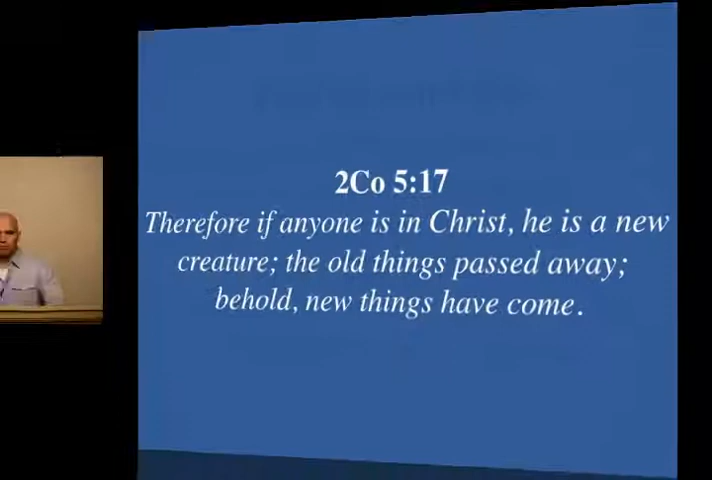 2Co 5:17
Therefore if anyone is in Christ, he is a new
creature; the old things passed away;
behold, new things have come.